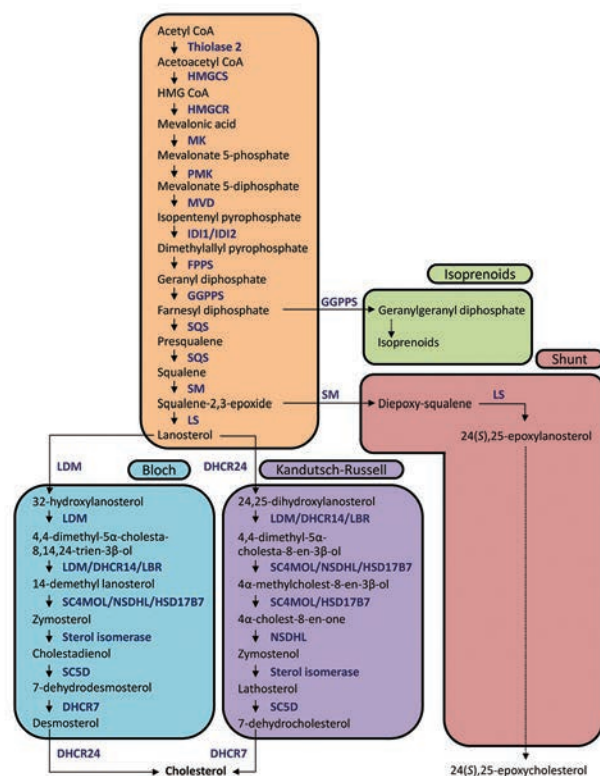 Acetyl CoA
Thiolase 2
Acetoacetyl CoA
HMGCS
HMG CoA
HMGCR
Mevalonic acid
MK
Mevalonate 5-phosphate
PMK
Mevalonate 5-diphosphate
MVD
Isopentenyl pyrophosphate
IDI1/IDI2
Dimethylallyl pyrophosphate
FPPS
Geranyl diphosphate
GGPPS
Farnesyl diphosphate
SQS
Presqualene
SQS
Squalene
SM
Squalene-2,3-epoxide
LS
Lanosterol
Isoprenoids
GGPPS
Geranylgeranyl diphosphate
Isoprenoids
Shunt
SM
Diepoxy-squalene
LS
24(S),25-epoxylanosterol
24(S),25-epoxycholesterol
LDM
Bloch
32-hydroxylanosterol
LDM
4,4-dimethyl-5α-cholesta-
8,14,24-trien-3β-ol
LDM/DHCR14/LBR
14-demethyl lanosterol
SC4MOL/NSDHL/HSD17B7
Zymosterol
Sterol isomerase
Cholestadienol
SC5D
7-dehydrodesmosterol
DHCR7
Desmosterol
DHCR24
DHCR24
Kandutsch-Russell
24,25-dihydroxylanosterol
LDM/DHCR14/LBR
4,4-dimethyl-5α-
cholesta-8-en-3β-ol
SC4MOL/NSDHL/HSD17B7
4α-methylcholest-8-en-3β-ol
SC4MOL/HSD17B7
4α-cholest-8-en-one
NSDHL
Zymostenol
Sterol isomerase
Lathosterol
SC5D
7-dehydrocholesterol
DHCR7
Cholesterol